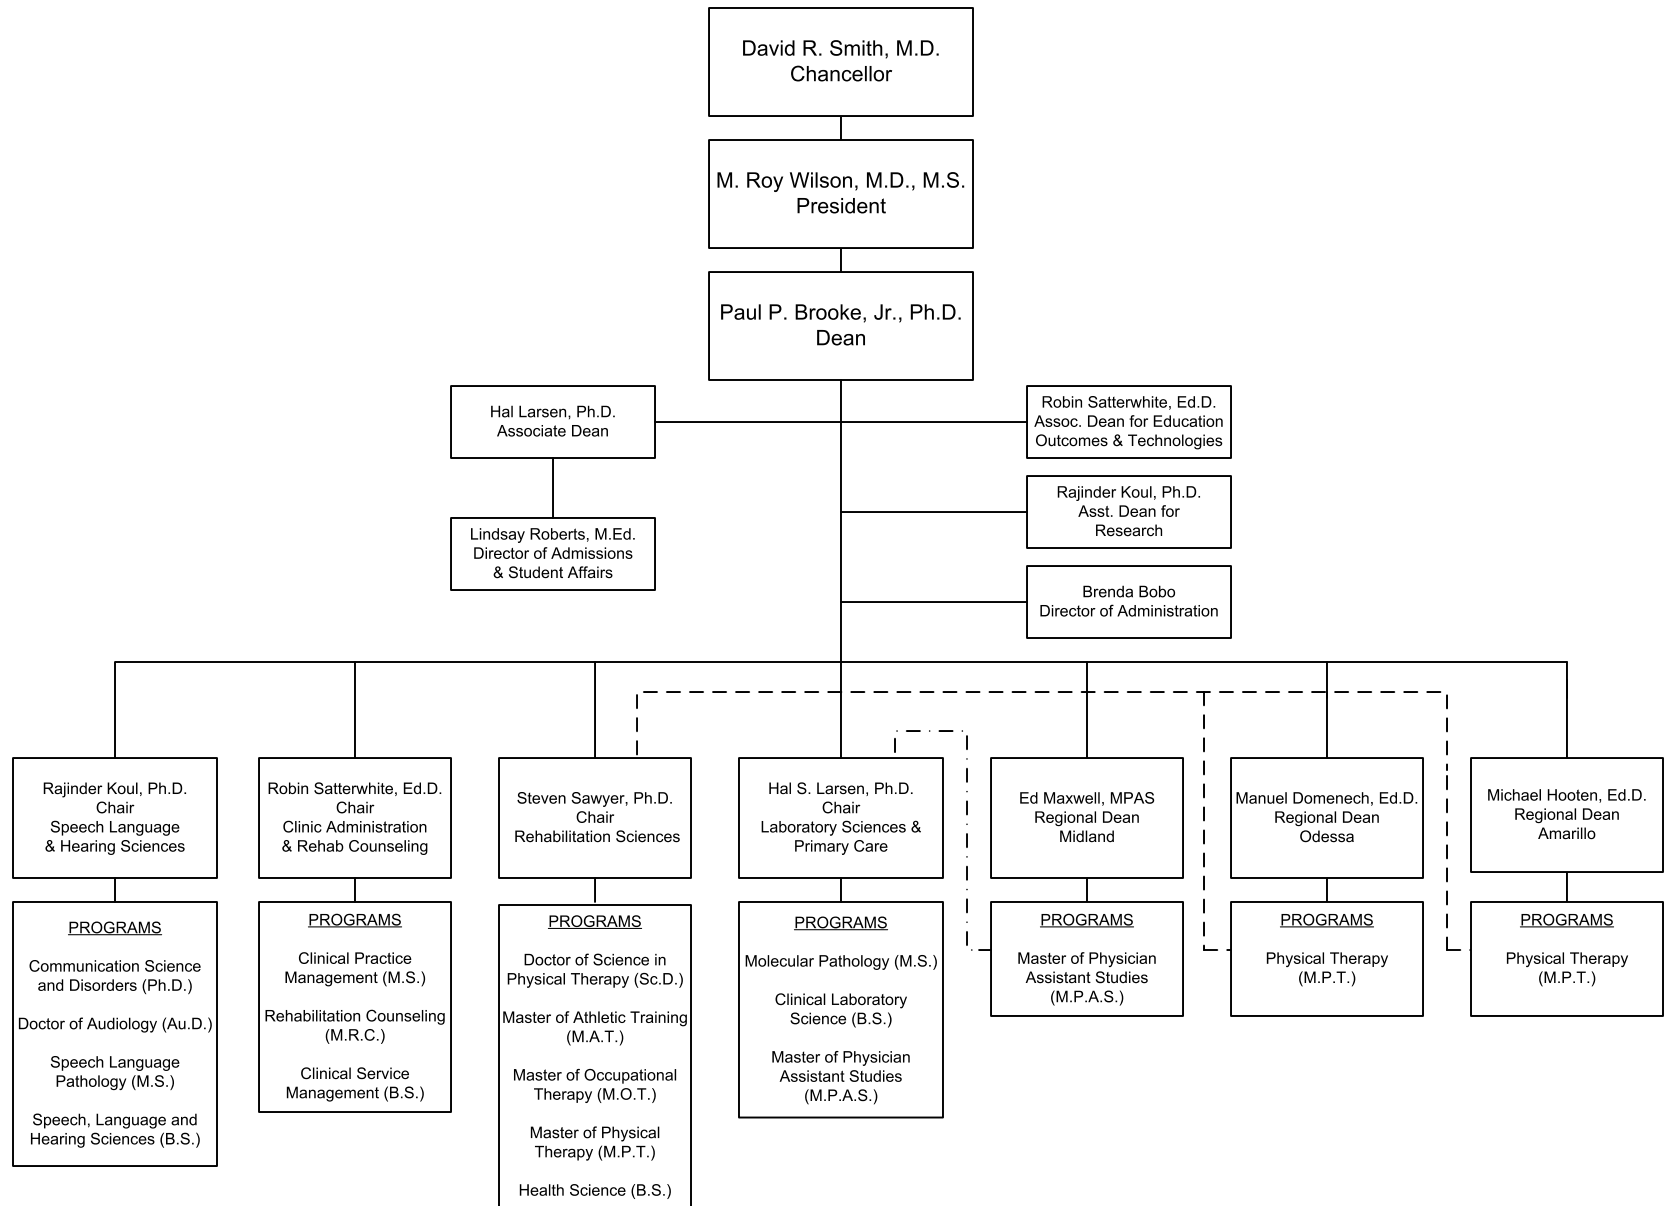 David R. Smith, M.D.
Chancellor
M. Roy Wilson, M.D., M.S.
President
Paul P. Brooke, Jr., Ph.D.
Dean
Hal Larsen, Ph.D.
Associate Dean
Robin Satterwhite, Ed.D.
Assoc. Dean for Education
Outcomes & Technologies
Rajinder Koul, Ph.D.
Asst. Dean for
Research
Lindsay Roberts, M.Ed.
Director of Admissions
& Student Affairs
Brenda Bobo
Director of Administration
Rajinder Koul, Ph.D.
Chair
Speech Language
& Hearing Sciences
Robin Satterwhite, Ed.D.
Chair
Clinic Administration
& Rehab Counseling
Steven Sawyer, Ph.D.
Chair
Rehabilitation Sciences
Hal S. Larsen, Ph.D.
Chair
Laboratory Sciences &
Primary Care
Ed Maxwell, MPAS
Regional Dean
Midland
Manuel Domenech, Ed.D.
Regional Dean
Odessa
Michael Hooten, Ed.D.
Regional Dean
Amarillo
PROGRAMS
Communication Science
and Disorders (Ph.D.)
Doctor of Audiology (Au.D.)
Speech Language
Pathology (M.S.)
Speech, Language and
Hearing Sciences (B.S.)
PROGRAMS
Clinical Practice
Management (M.S.)
Rehabilitation Counseling
(M.R.C.)
Clinical Service
Management (B.S.)
PROGRAMS
Doctor of Science in
Physical Therapy (Sc.D.)
Master of Athletic Training
(M.A.T.)
Master of Occupational
Therapy (M.O.T.)
Master of Physical
Therapy (M.P.T.)
Health Science (B.S.)
PROGRAMS
Molecular Pathology (M.S.)
Clinical Laboratory
Science (B.S.)
Master of Physician
Assistant Studies
(M.P.A.S.)
PROGRAMS
Master of Physician
Assistant Studies
(M.P.A.S.)
PROGRAMS
Physical Therapy
(M.P.T.)
PROGRAMS
Physical Therapy
(M.P.T.)